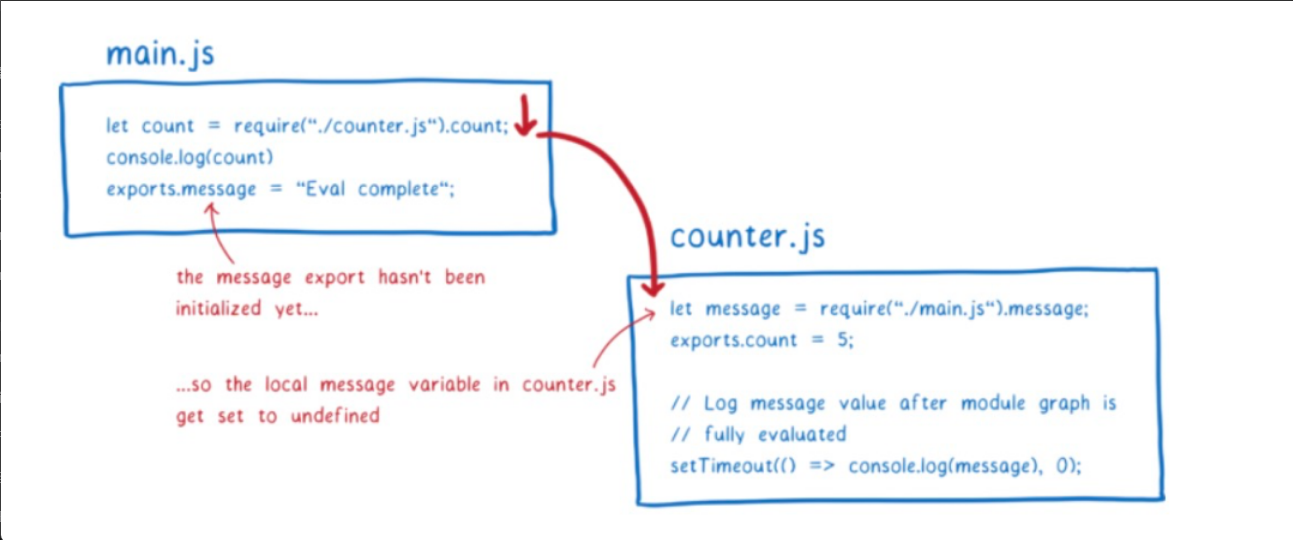 main.js
let count = require("./counter.js").count;
console.log(count)
exports.message = "Eval complete";
the message export hasn't been
initialized yet...
...so the local message variable in counter.js
get set to undefined
counter.js
let message = require("./main.js").message;
exports.count = 5;
// Log message value after module graph is
// fully evaluated
setTimeout(() => console.log(message), 0);